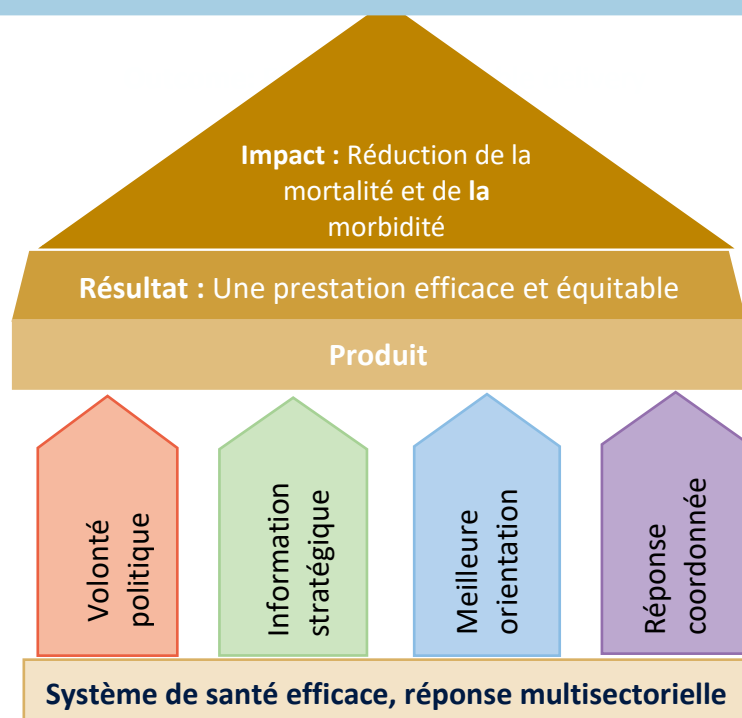 Impact : Réduction de la
mortalité et de la
morbidité
Résultat : Une prestation efficace et équitable
Produit
Volonté
politique
Information
stratégique
Meilleure
orientation
Réponse
coordonnée
Système de santé efficace, réponse multisectorielle